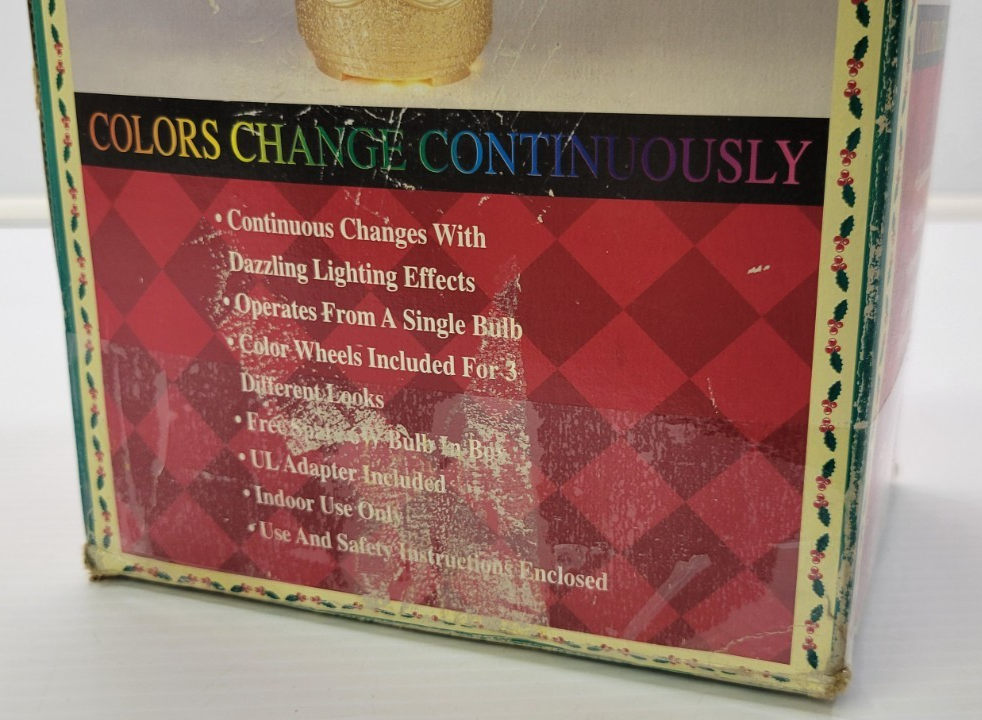 COLORS CHANGE CONTINUOUSLY
• Continuous Changes With
Dazzling Lighting Effects
• Operates From A Single Bulb
• Color Wheels Included For 3
Different Looks
• Free Bulb In Box
• UL Adapter Included
• Indoor Use Only
• Use And Safety Instructions Enclosed